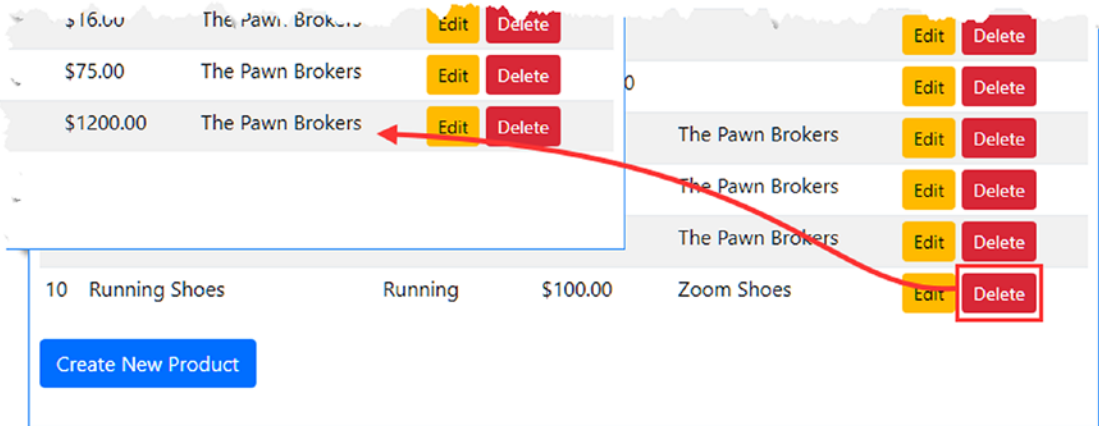 $16.00 The Pawn Brokers Edit Delete
$75.00 The Pawn Brokers Edit Delete
$1200.00 The Pawn Brokers Edit Delete
Edit Delete
0 Edit Delete
The Pawn Brokers Edit Delete
The Pawn Brokers Edit Delete
The Pawn Brokers Edit Delete
10 Running Shoes Running $100.00 Zoom Shoes Edit Delete
Create New Product